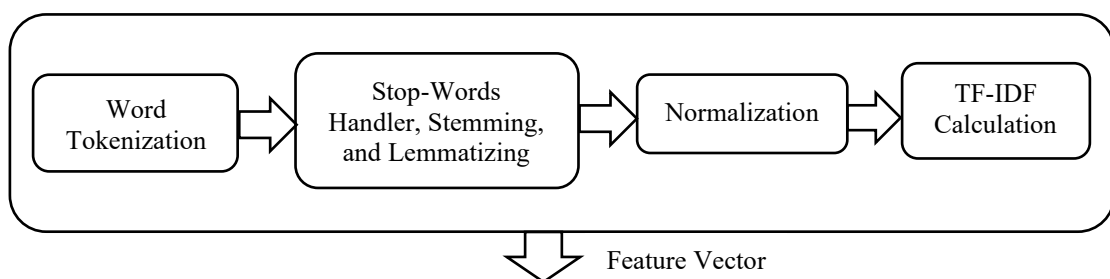 Word
Tokenization
Stop-Words
Handler, Stemming,
and Lemmatizing
Normalization
TF-IDF
Calculation
Feature Vector